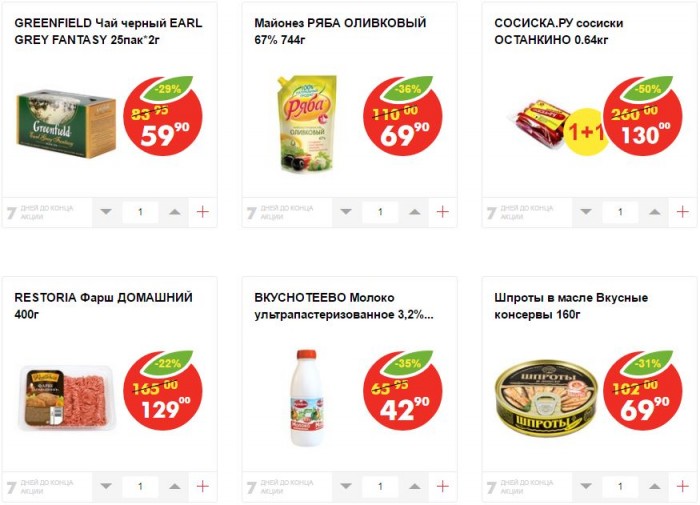 GREENFIELD Чай черный EARL
GREY FANTASY 25пак*2г
Greenfield
-29%
83 95
59 90
7 ДНЕЙ ДО КОНЦА
АКЦИИ
1
Майонез РЯБА ОЛИВКОВЫЙ
67% 744г
Ряба
ОЛИВКОВЫЙ
-36%
110 00
69 90
7 ДНЕЙ ДО КОНЦА
АКЦИИ
1
СОСИСКА.РУ сосиски
ОСТАНКИНО 0.64кг
1+1
-50%
260 00
130 00
7 ДНЕЙ ДО КОНЦА
АКЦИИ
1
RESTORIA Фарш ДОМАШНИЙ
400г
-22%
165 00
129 00
7 ДНЕЙ ДО КОНЦА
АКЦИИ
1
ВКУСНОТЕЕВО Молоко
ультрапастеризованное 3,2%...
-35%
65 95
42 90
7 ДНЕЙ ДО КОНЦА
АКЦИИ
1
Шпроты в масле Вкусные
консервы 160г
ШПРОТЫ
ШПРОТЫ
-31%
102 00
69 90
7 ДНЕЙ ДО КОНЦА
АКЦИИ
1